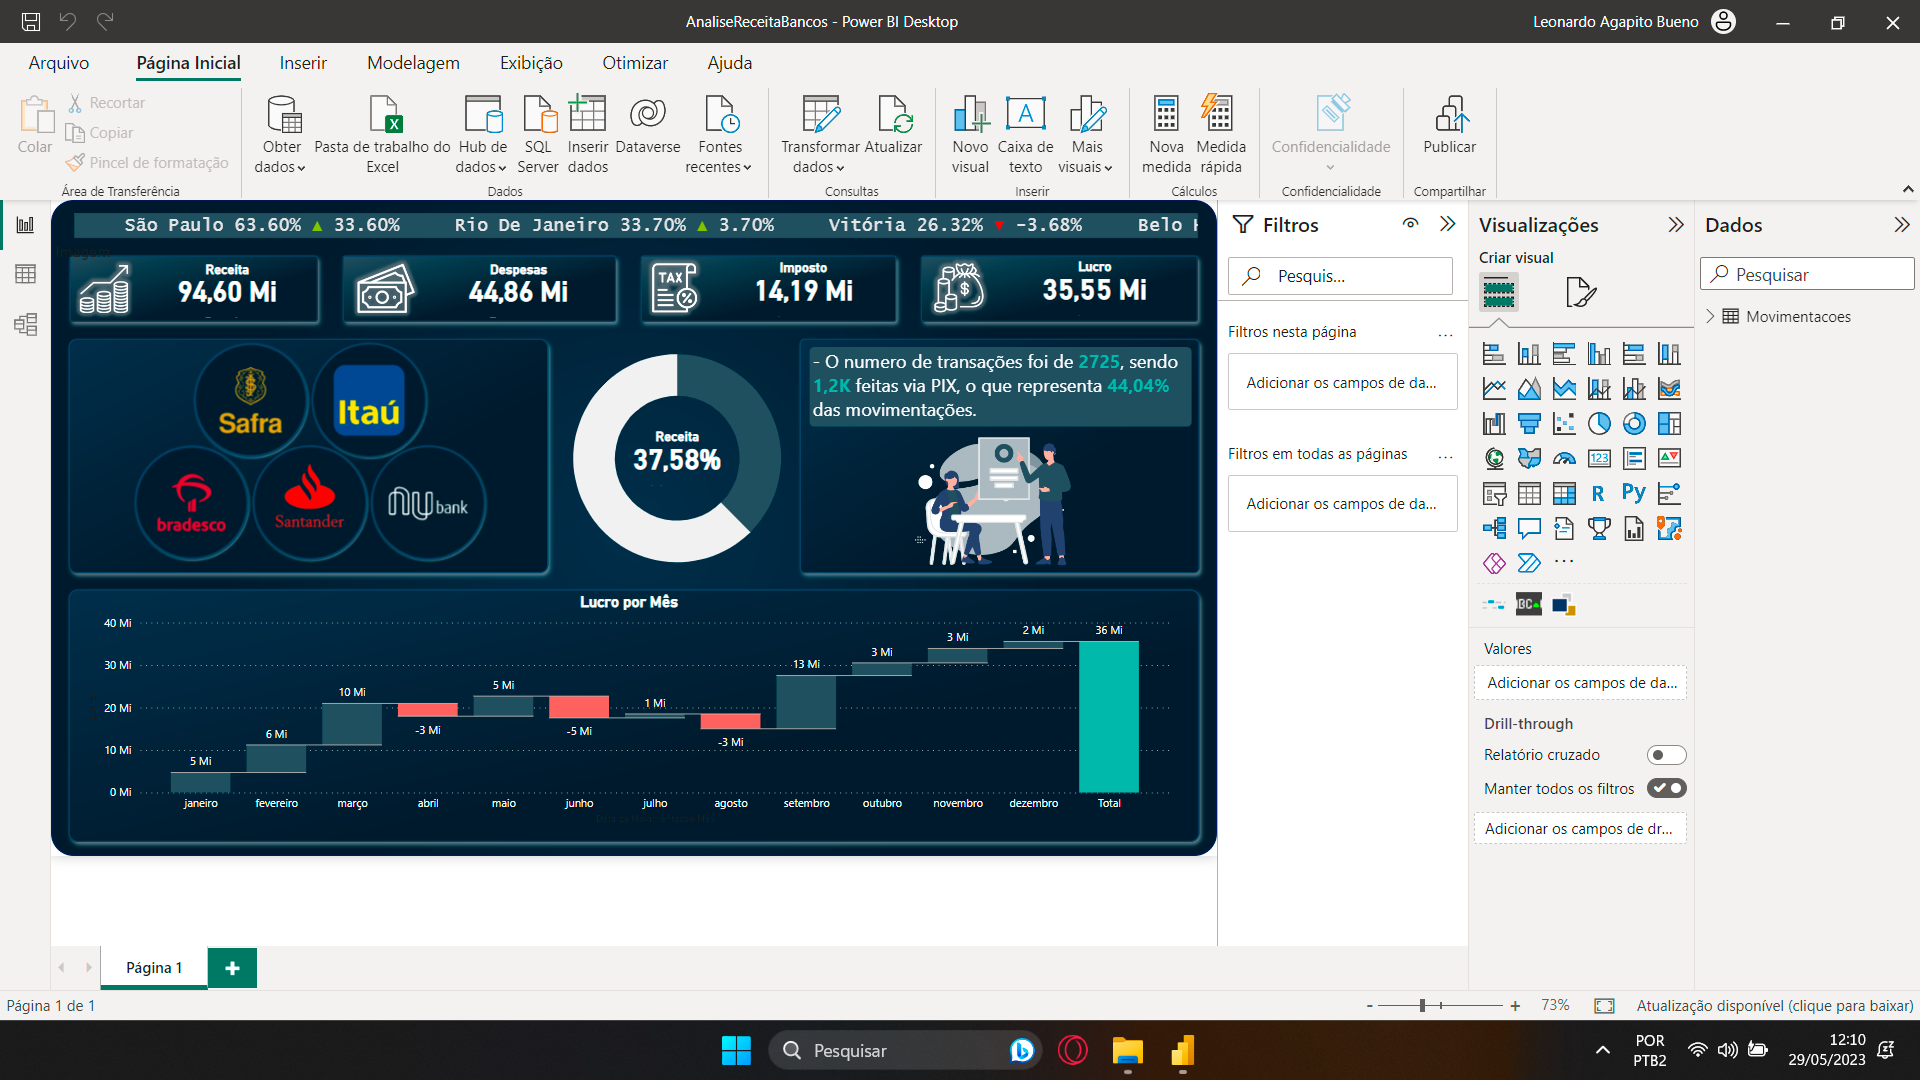 AnaliseReceitaBancos - Power BI Desktop
Leonardo Agapito Bueno
Arquivo
Página Inicial
Inserir
Modelagem
Exibição
Otimizar
Ajuda
Colar
Recortar
Copiar
Pincel de formatação
Área de Transferência
Obter dados
Pasta de trabalho do Excel
Hub de dados
SQL Server
Inserir dados
Dataverse
Fontes recentes
Dados
Transformar dados
Atualizar
Consultas
Novo visual
Caixa de texto
Mais visuais
Inserir
Nova medida
Medida rápida
Cálculos
Confidencialidade
Confidencialidade
Publicar
Compartilhar
São Paulo 63.60% ▲ 33.60% Rio De Janeiro 33.70% ▲ 3.70% Vitória 26.32% ▼ -3.68% Belo H
Imagem
Receita
94,60 Mi
Despesas
44,86 Mi
TAX
Imposto
14,19 Mi
Lucro
35,55 Mi
Safra
Itaú
bradesco
Santander
nu bank
Receita
37,58%
- O numero de transações foi de 2725, sendo
1,2K feitas via PIX, o que representa 44,04%
das movimentações.
Lucro por Mês
40 Mi
30 Mi
20 Mi
10 Mi
0 Mi
5 Mi
6 Mi
10 Mi
-3 Mi
5 Mi
-5 Mi
1 Mi
-3 Mi
13 Mi
3 Mi
3 Mi
2 Mi
36 Mi
janeiro
fevereiro
março
abril
maio
junho
julho
agosto
setembro
outubro
novembro
dezembro
Total
Filtros
Pesquis...
Filtros nesta página
...
Adicionar os campos de da...
Filtros em todas as páginas
...
Adicionar os campos de da...
Visualizações
Criar visual
123
R
Py
...
Valores
Adicionar os campos de da...
Drill-through
Relatório cruzado
Manter todos os filtros
Adicionar os campos de dr...
Dados
Pesquisar
Movimentacoes
Página 1
Página 1 de 1
- + 73%
Atualização disponível (clique para baixar)
Pesquisar
POR
PTB2
12:10
29/05/2023